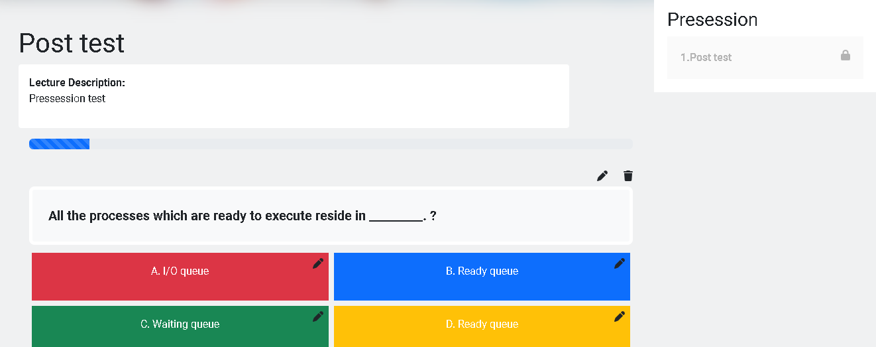 Post test
Lecture Description:
Pressession test
All the processes which are ready to execute reside in ________. ?
A. I/O queue
B. Ready queue
C. Waiting queue
D. Ready queue
Presession
1.Post test